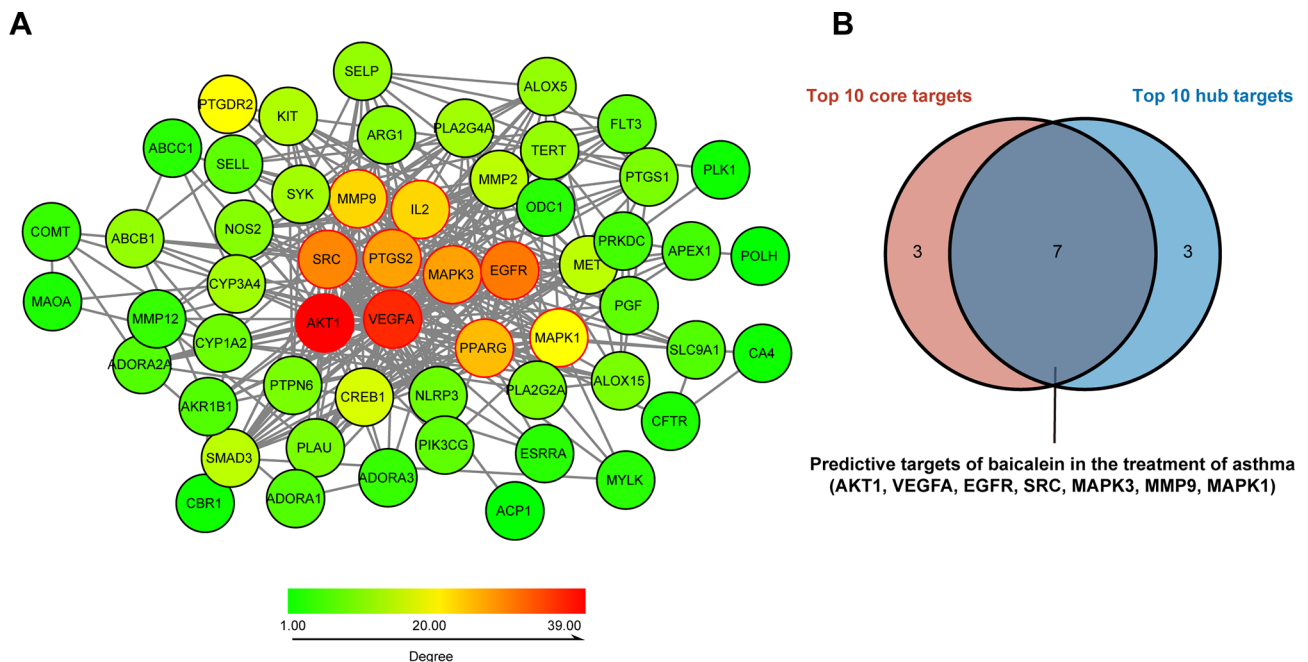 A
B
SELP
ALOX5
PTGDR2
KIT
ARG1
PLA2G4A
FLT3
ABCC1
SELL
TERT
PTGS1
PLK1
SYK
MMP9
IL2
MMP2
ODC1
COMT
ABCB1
NOS2
PRKDC
APEX1
POLH
SRC
PTGS2
MAPK3
EGFR
MET
CYP3A4
MAOA
MMP12
PGF
AKT1
VEGFA
MAPK1
CYP1A2
PPARG
SLC9A1
CA4
ADORA2A
PTPN6
CREB1
NLRP3
PLA2G2A
ALOX15
AKR1B1
CFTR
SMAD3
PLAU
PIK3CG
ESRRA
MYLK
ADORA3
ADORA1
CBR1
ACP1
1.00
20.00
39.00
Degree
Top 10 core targets
Top 10 hub targets
3
7
3
Predictive targets of baicalein in the treatment of asthma
(AKT1, VEGFA, EGFR, SRC, MAPK3, MMP9, MAPK1)